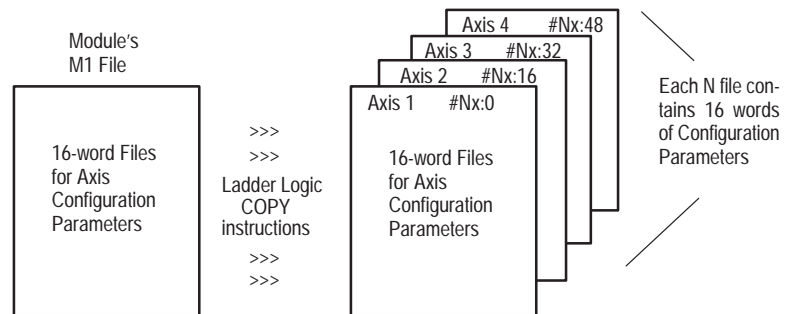 Module's
M1 File
16-word Files
for Axis
Configuration
Parameters
>>>
>>>
Ladder Logic
COPY
instructions
>>>
>>>
Axis 4 #Nx:48
Axis 3 #Nx:32
Axis 2 #Nx:16
Axis 1 #Nx:0
16-word Files
for Axis
Configuration
Parameters
Each N file con-
tains 16 words
of Configuration
Parameters